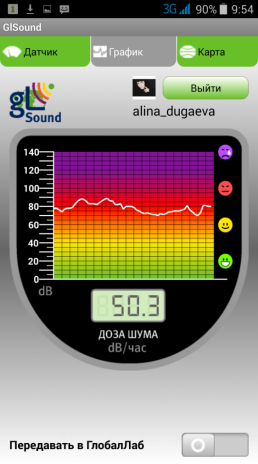 3G 90% 9:54
GlSound
Датчик График Карта
Выйти
gL Sound
alina_dugaeva
140
120
100
80
60
40
20
0
dB
50.3
ДОЗА ШУМА
dB/час
Передавать в ГлобалЛаб